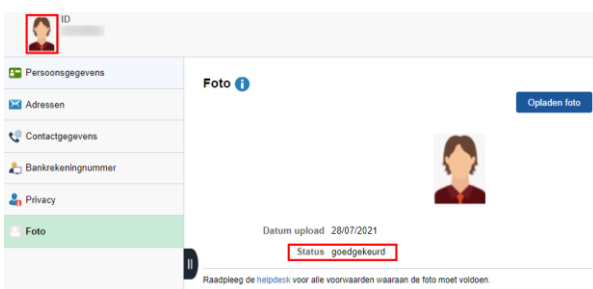 ID
Persoonsgegevens
Adressen
Contactgegevens
Bankrekeningnummer
Privacy
Foto
Foto
Opladen foto
Datum upload 28/07/2021
Status goedgekeurd
Raadpleeg de helpdesk voor alle voorwaarden waaraan de foto moet voldoen.